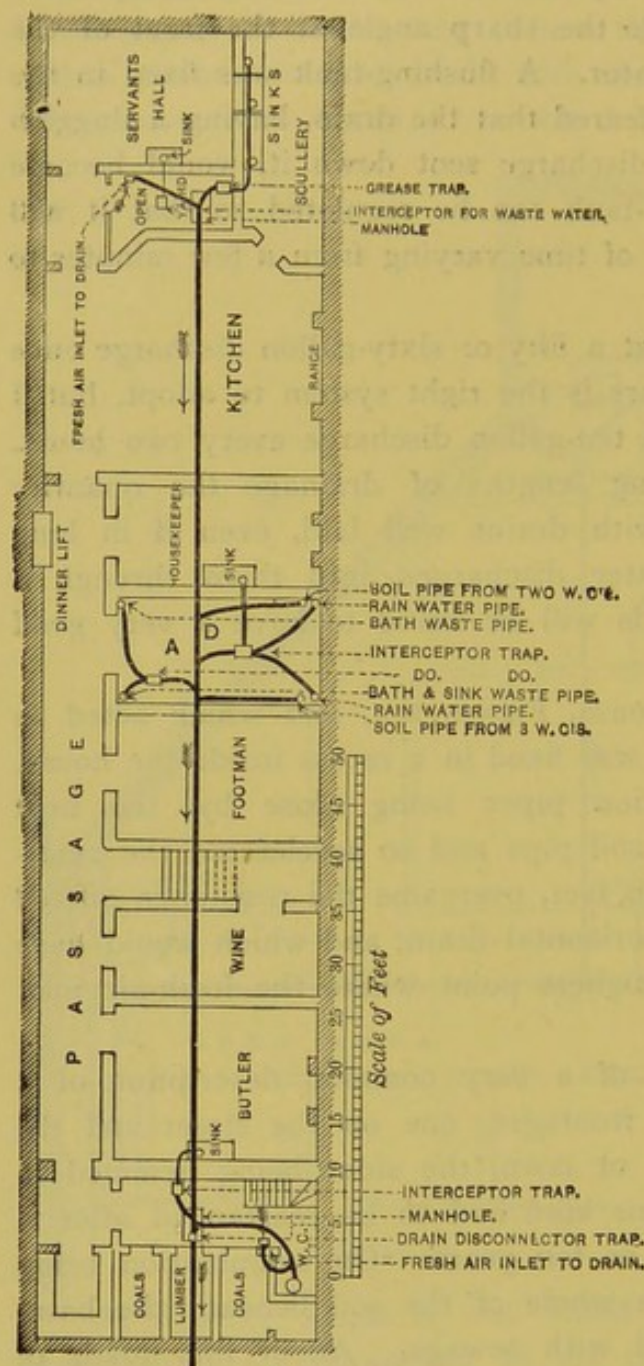 SERVANTS
HALL
SINK
SINKS
SCULLERY
OPEN
YARD
GREASE TRAP.
INTERCEPTOR FOR WASTE WATER.
MANHOLE
FRESH AIR INLET TO DRAIN.
KITCHEN
RANGE
DINNER LIFT
HOUSEKEEPER
SINK
A
D
SOIL PIPE FROM TWO W.C's.
RAIN WATER PIPE.
BATH WASTE PIPE.
INTERCEPTOR TRAP.
DO. DO.
BATH & SINK WASTE PIPE.
RAIN WATER PIPE.
SOIL PIPE FROM 3 W.C's.
PASSAGE
FOOTMAN
WINE
BUTLER
SINK
50
45
40
35
30
25
20
15
10
5
0
Scale of Feet
INTERCEPTOR TRAP.
MANHOLE.
DRAIN DISCONNECTOR TRAP.
FRESH AIR INLET TO DRAIN.
W.C.
COALS
LUMBER
COALS